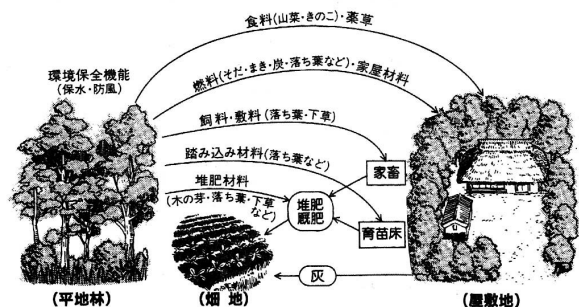 食料(山菜・きのこ)・薬草
環境保全機能
(保水・防風)
燃料(そだ・まき・炭・落ち葉など)・家屋材料
飼料・敷料(落ち葉・下草)
踏み込み材料(落ち葉など)
家畜
堆肥材料
(木の芽・落ち葉・下草
など)
堆肥
厩肥
育苗床
灰
(平地林)
(畑 地)
(屋敷地)